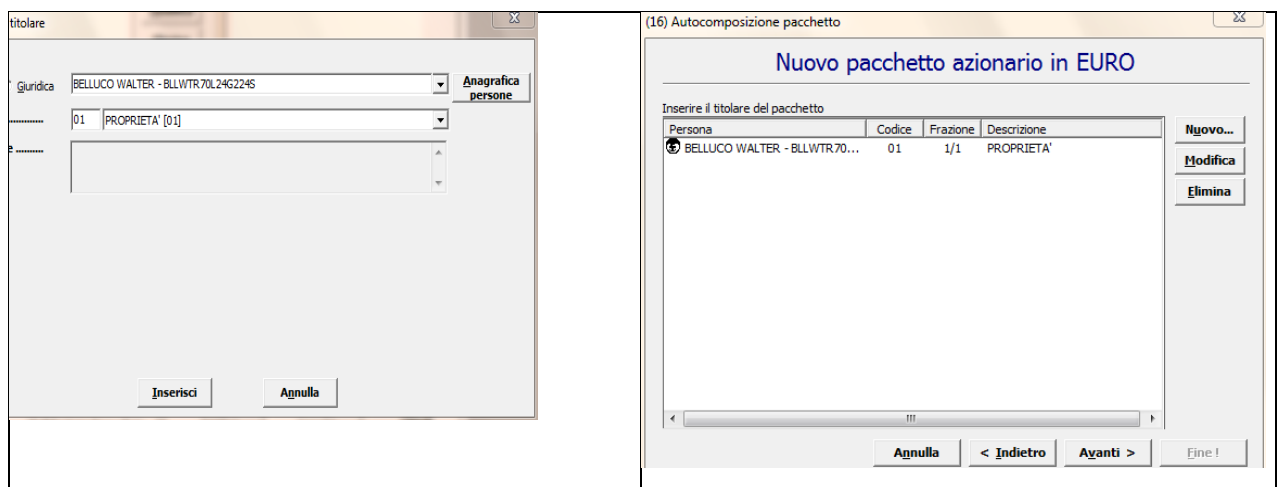 titolare
Giuridica BELLUCO WALTER - BLLWTR70L24G224S Anagrafica persone
............. 01 PROPRIETA' [01]
e ..........
Inserisci Annulla
(16) Autocomposizione pacchetto
Nuovo pacchetto azionario in EURO
Inserire il titolare del pacchetto
Persona Codice Frazione Descrizione
BELLUCO WALTER - BLLWTR70... 01 1/1 PROPRIETA'
Nuovo...
Modifica
Elimina
Annulla < Indietro Avanti > Fine !